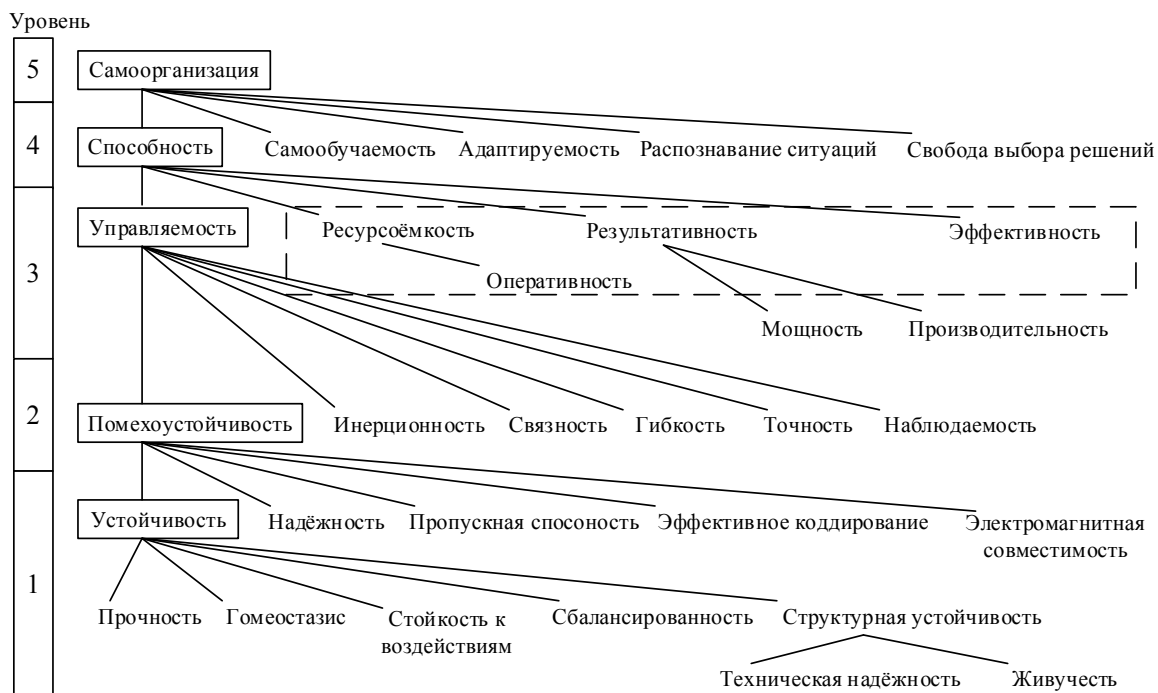 Уровень
5
Самоорганизация
4
Способность
Самообучаемость
Адаптируемость
Распознавание ситуаций
Свобода выбора решений
3
Управляемость
Ресурсоёмкость
Результативность
Эффективность
Оперативность
Мощность
Производительность
2
Помехоустойчивость
Инерционность
Связность
Гибкость
Точность
Наблюдаемость
1
Устойчивость
Надёжность
Пропускная спосоность
Эффективное коддирование
Электромагнитная
совместимость
Прочность
Гомеостазис
Стойкость к
воздействиям
Сбалансированность
Структурная устойчивость
Техническая надёжность
Живучесть